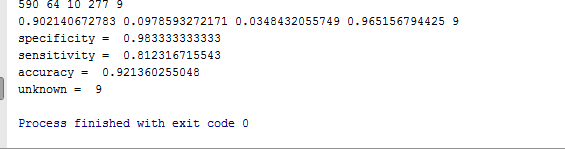 590 64 10 277 9
0.902140672783 0.0978593272171 0.0348432055749 0.965156794425 9
specificity = 0.983333333333
sensitivity = 0.812316715543
accuracy = 0.921360255048
unknown = 9
Process finished with exit code 0